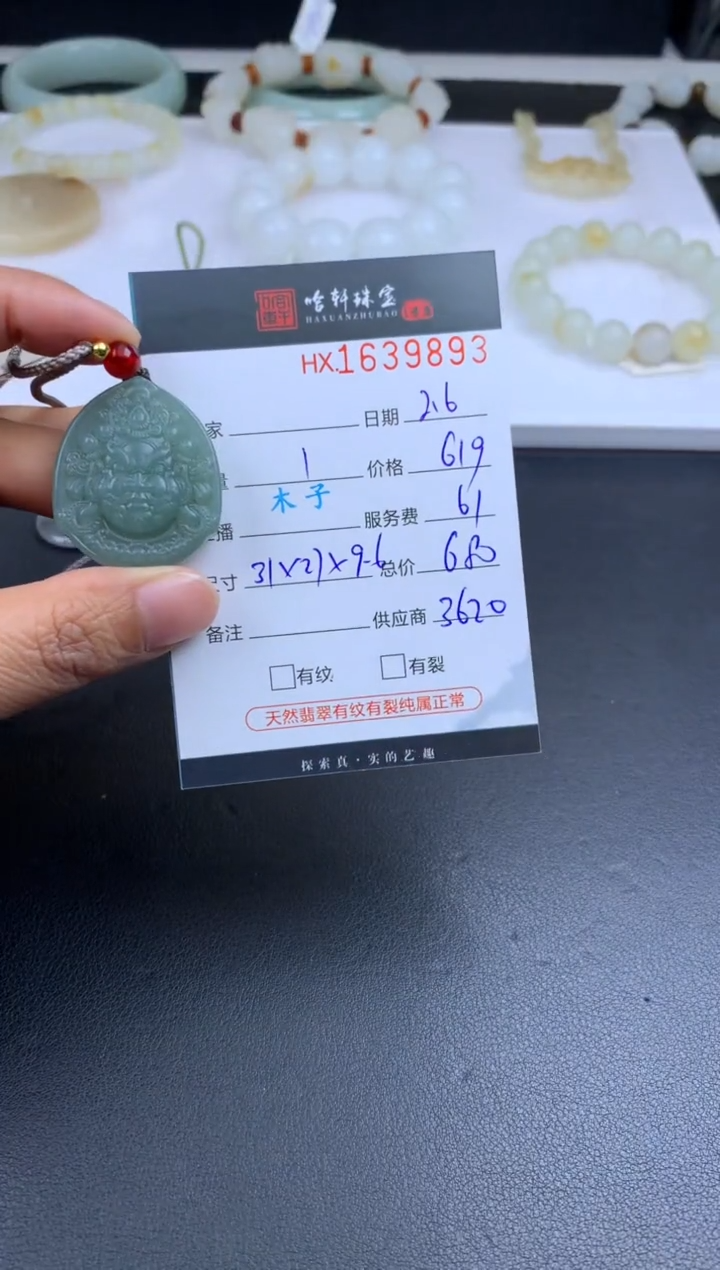 哈轩珠宝
HAXUANZHUBAO
HX.1639893
家 日期 2.6
量 1 价格 619
木子
播 服务费 61
尺寸 31×27×9.6 总价 680
备注 供应商 3620
有纹 有裂
天然翡翠有纹有裂纯属正常
探索真·实的艺趣